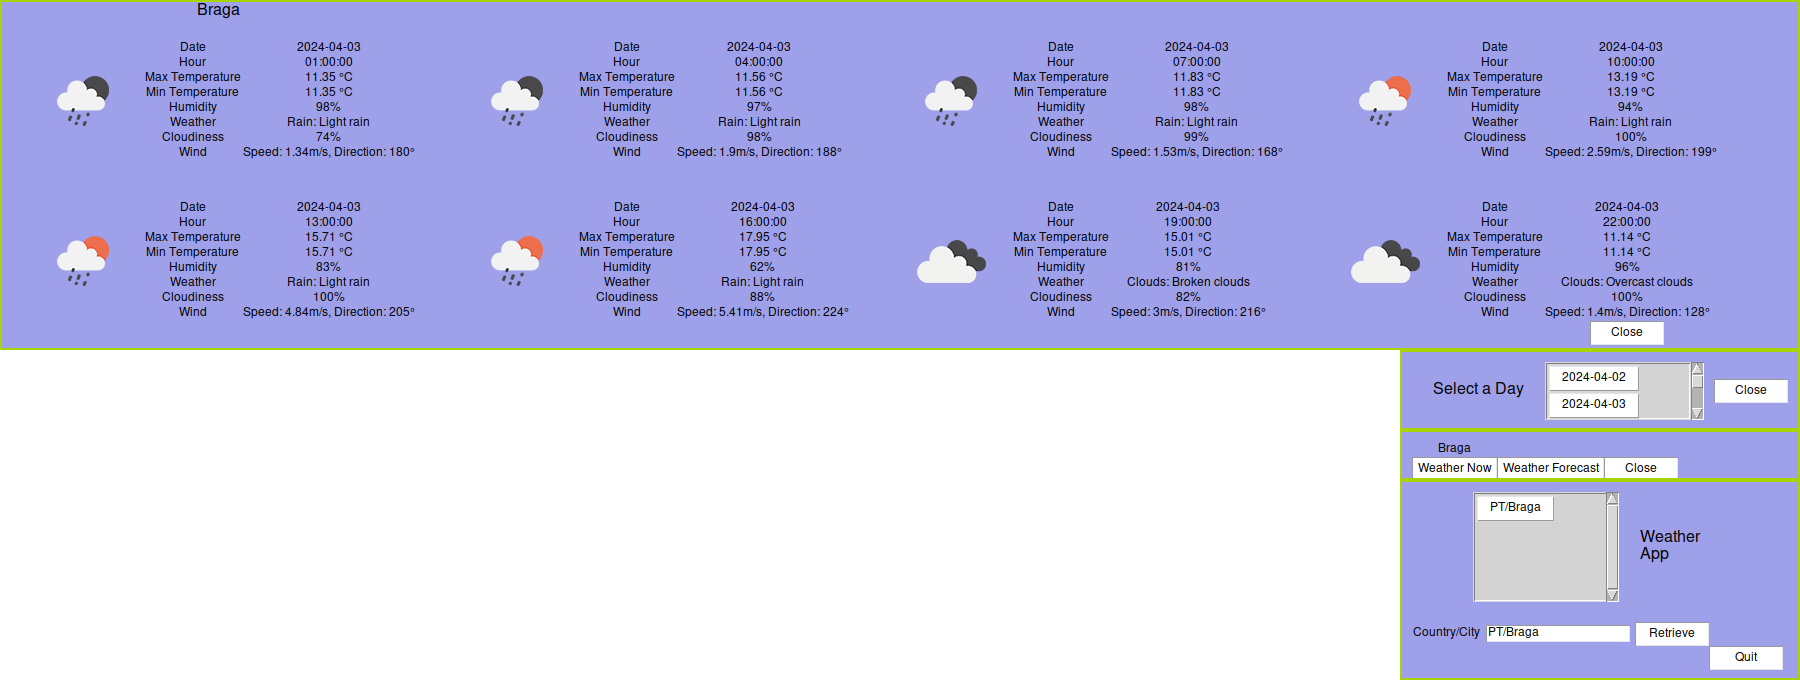 Braga
Date 2024-04-03 Date 2024-04-03 Date 2024-04-03 Date 2024-04-03
Hour 01:00:00 Hour 04:00:00 Hour 07:00:00 Hour 10:00:00
Max Temperature 11.35 °C Max Temperature 11.56 °C Max Temperature 11.83 °C Max Temperature 13.19 °C
Min Temperature 11.35 °C Min Temperature 11.56 °C Min Temperature 11.83 °C Min Temperature 13.19 °C
Humidity 98% Humidity 97% Humidity 98% Humidity 94%
Weather Rain: Light rain Weather Rain: Light rain Weather Rain: Light rain Weather Rain: Light rain
Cloudiness 74% Cloudiness 98% Cloudiness 99% Cloudiness 100%
Wind Speed: 1.34m/s, Direction: 180° Wind Speed: 1.9m/s, Direction: 188° Wind Speed: 1.53m/s, Direction: 168° Wind Speed: 2.59m/s, Direction: 199°
Date 2024-04-03 Date 2024-04-03 Date 2024-04-03 Date 2024-04-03
Hour 13:00:00 Hour 16:00:00 Hour 19:00:00 Hour 22:00:00
Max Temperature 15.71 °C Max Temperature 17.95 °C Max Temperature 15.01 °C Max Temperature 11.14 °C
Min Temperature 15.71 °C Min Temperature 17.95 °C Min Temperature 15.01 °C Min Temperature 11.14 °C
Humidity 83% Humidity 62% Humidity 81% Humidity 96%
Weather Rain: Light rain Weather Rain: Light rain Weather Clouds: Broken clouds Weather Clouds: Overcast clouds
Cloudiness 100% Cloudiness 88% Cloudiness 82% Cloudiness 100%
Wind Speed: 4.84m/s, Direction: 205° Wind Speed: 5.41m/s, Direction: 224° Wind Speed: 3m/s, Direction: 216° Wind Speed: 1.4m/s, Direction: 128°
Close
2024-04-02
Select a Day Close
2024-04-03
Braga
Weather Now Weather Forecast Close
PT/Braga
Weather
App
Country/City PT/Braga Retrieve
Quit